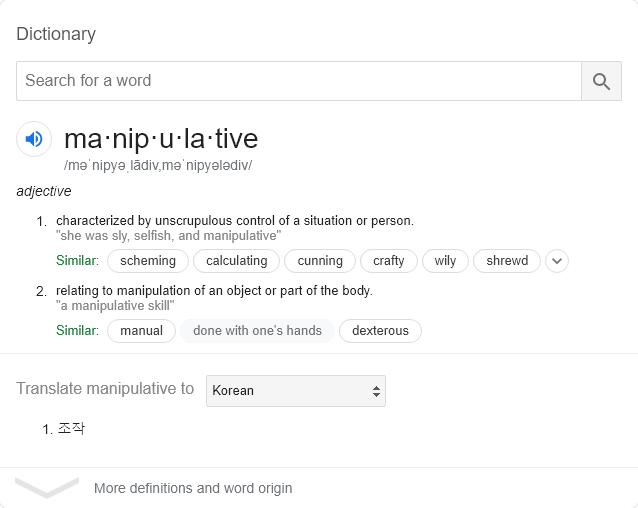 Dictionary
Search for a word
ma·nip·u·la·tive
/məˈnipyəˌlādiv,məˈnipyələdiv/
adjective
1. characterized by unscrupulous control of a situation or person.
"she was sly, selfish, and manipulative"
Similar: scheming calculating cunning crafty wily shrewd
2. relating to manipulation of an object or part of the body.
"a manipulative skill"
Similar: manual done with one's hands dexterous
Translate manipulative to Korean
1. 조작
More definitions and word origin